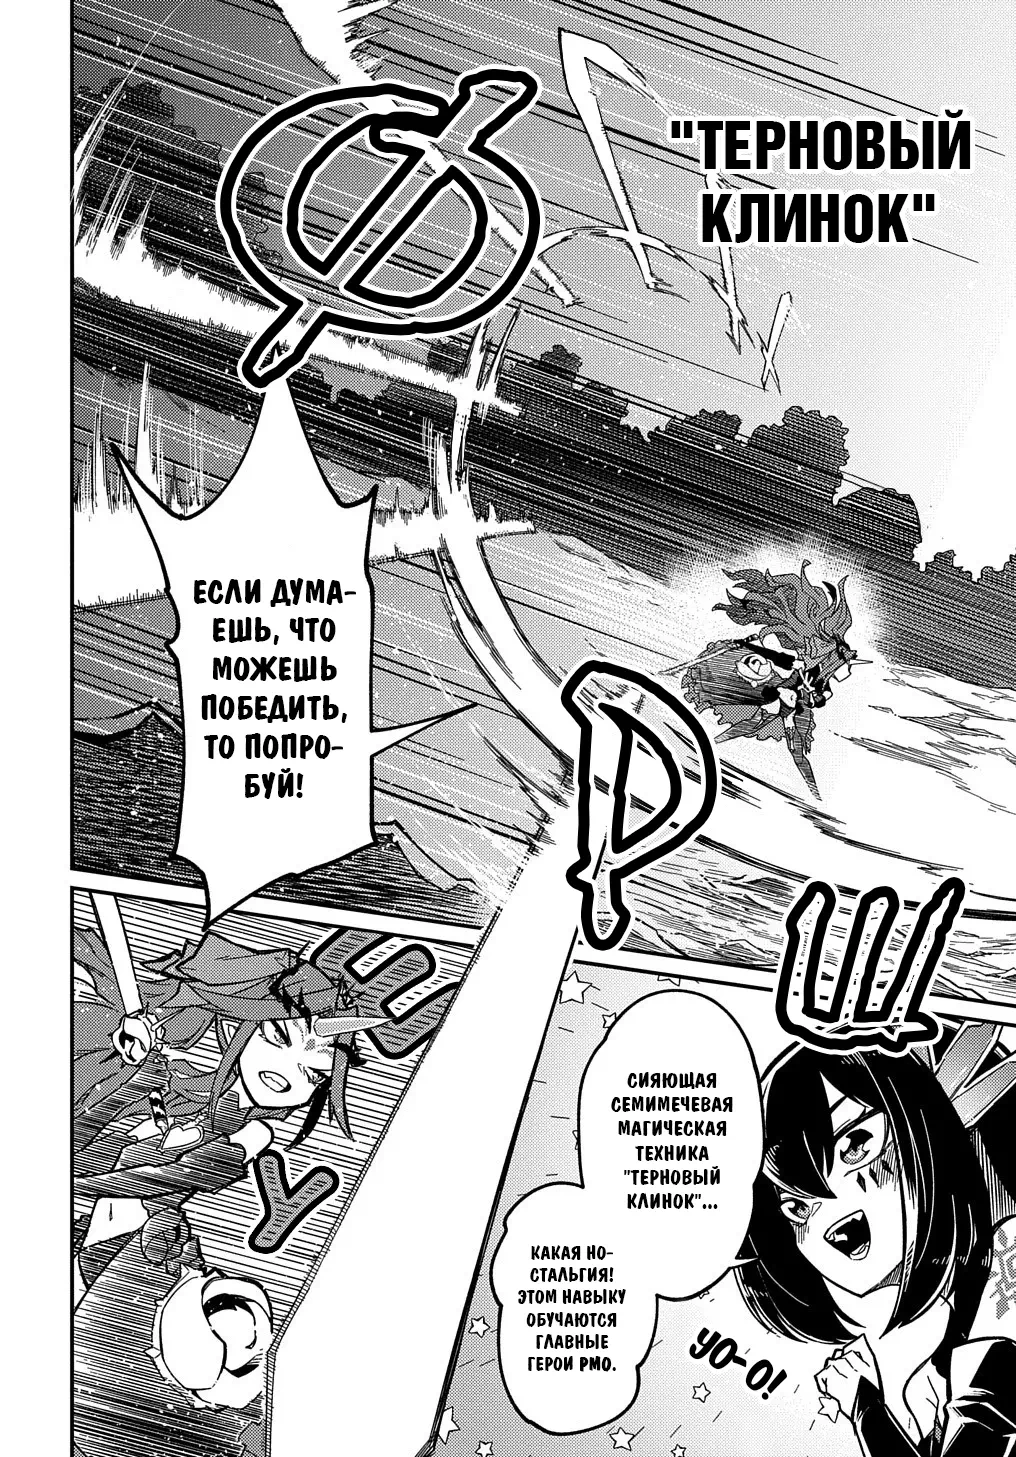 "ТЕРНОВЫЙ
КЛИНОК"
Ф
Р
Ш
ЕСЛИ ДУМА-
ЕШЬ, ЧТО
МОЖЕШЬ
ПОБЕДИТЬ,
ТО ПОПРО-
БУЙ!
СИЯЮЩАЯ
СЕМИМЕЧЕВАЯ
МАГИЧЕСКАЯ
ТЕХНИКА
"ТЕРНОВЫЙ
КЛИНОК"...
КАКАЯ НО-
СТАЛЬГИЯ!
ЭТОМ НАВЫКУ
ОБУЧАЮТСЯ
ГЛАВНЫЕ
ГЕРОИ РМО.
УО-О!